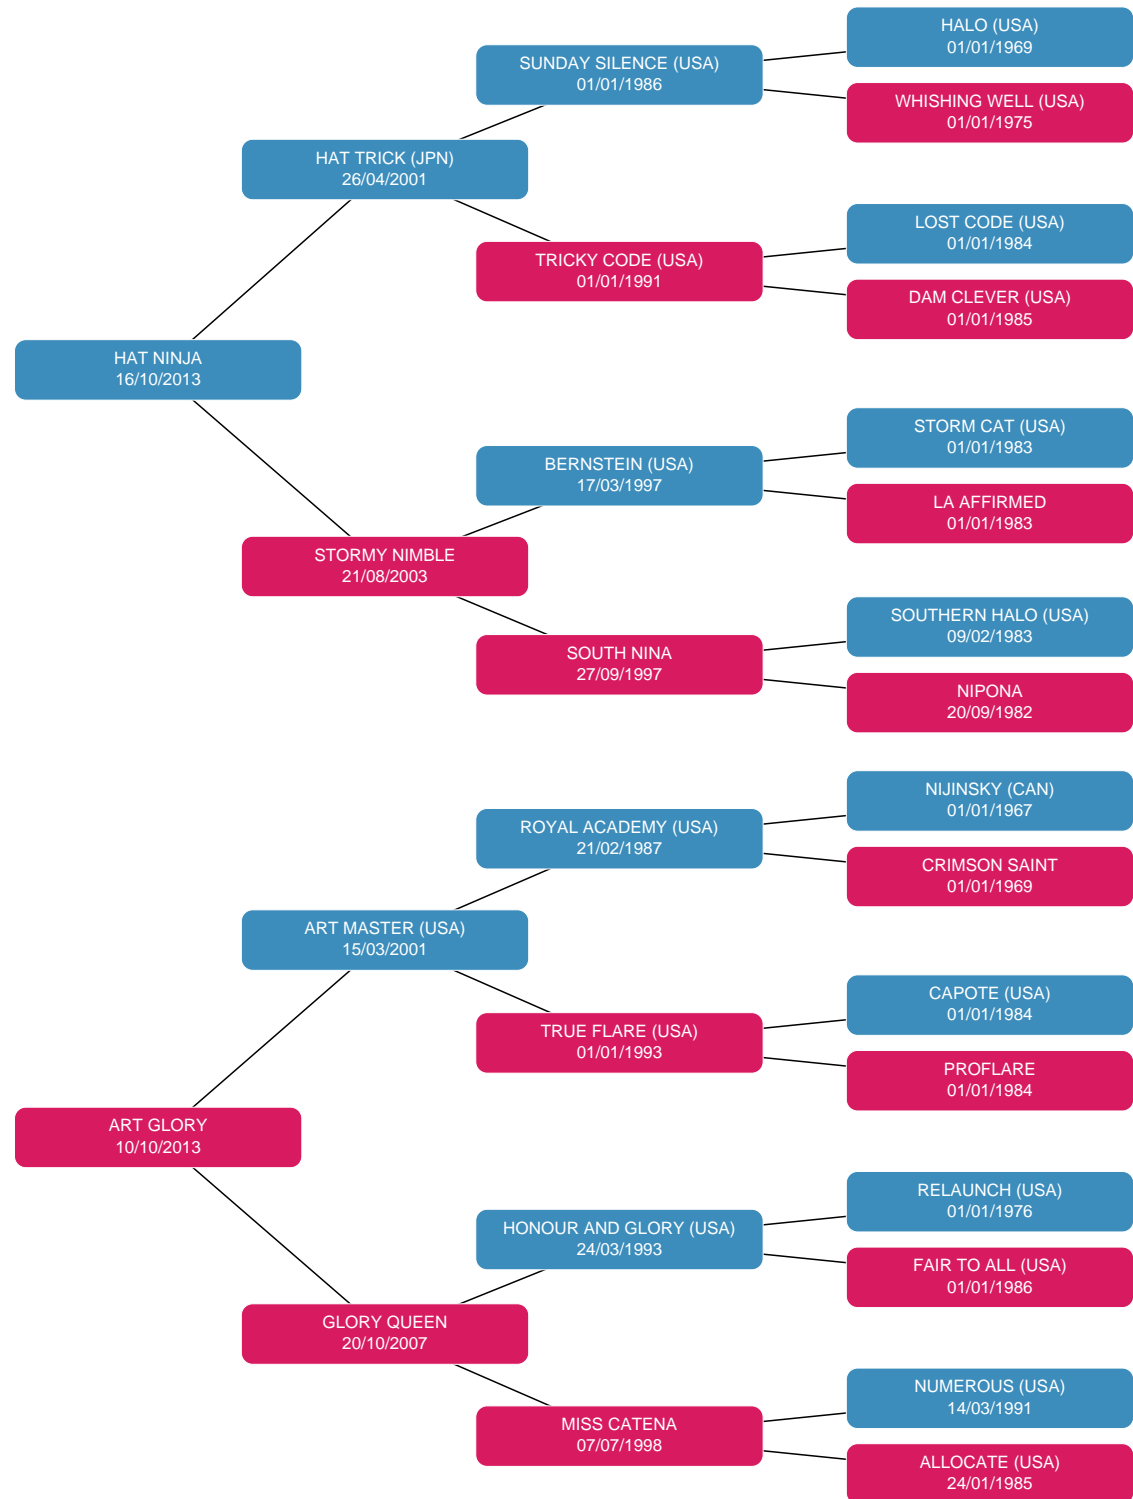 HALO (USA)
01/01/1969
SUNDAY SILENCE (USA)
01/01/1986
WHISHING WELL (USA)
01/01/1975
HAT TRICK (JPN)
26/04/2001
LOST CODE (USA)
01/01/1984
TRICKY CODE (USA)
01/01/1991
DAM CLEVER (USA)
01/01/1985
HAT NINJA
16/10/2013
STORM CAT (USA)
01/01/1983
BERNSTEIN (USA)
17/03/1997
LA AFFIRMED
01/01/1983
STORMY NIMBLE
21/08/2003
SOUTHERN HALO (USA)
09/02/1983
SOUTH NINA
27/09/1997
NIPONA
20/09/1982
NIJINSKY (CAN)
01/01/1967
ROYAL ACADEMY (USA)
21/02/1987
CRIMSON SAINT
01/01/1969
ART MASTER (USA)
15/03/2001
CAPOTE (USA)
01/01/1984
TRUE FLARE (USA)
01/01/1993
PROFLARE
01/01/1984
ART GLORY
10/10/2013
RELAUNCH (USA)
01/01/1976
HONOUR AND GLORY (USA)
24/03/1993
FAIR TO ALL (USA)
01/01/1986
GLORY QUEEN
20/10/2007
NUMEROUS (USA)
14/03/1991
MISS CATENA
07/07/1998
ALLOCATE (USA)
24/01/1985